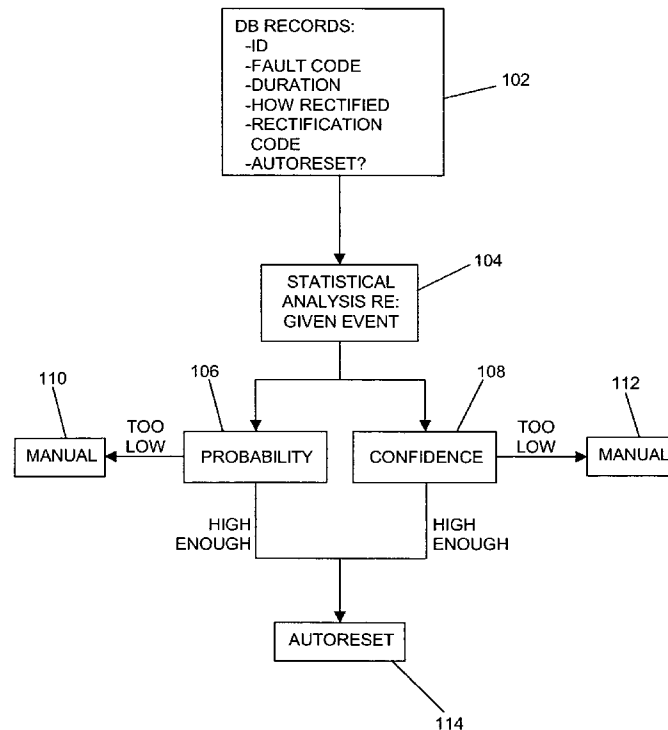 DB RECORDS:
-ID
-FAULT CODE
-DURATION
-HOW RECTIFIED
-RECTIFICATION
CODE
-AUTORESET?
102
STATISTICAL
ANALYSIS RE:
GIVEN EVENT
104
110
106
108
112
MANUAL
TOO
LOW
PROBABILITY
CONFIDENCE
TOO
LOW
MANUAL
HIGH
ENOUGH
HIGH
ENOUGH
AUTORESET
114